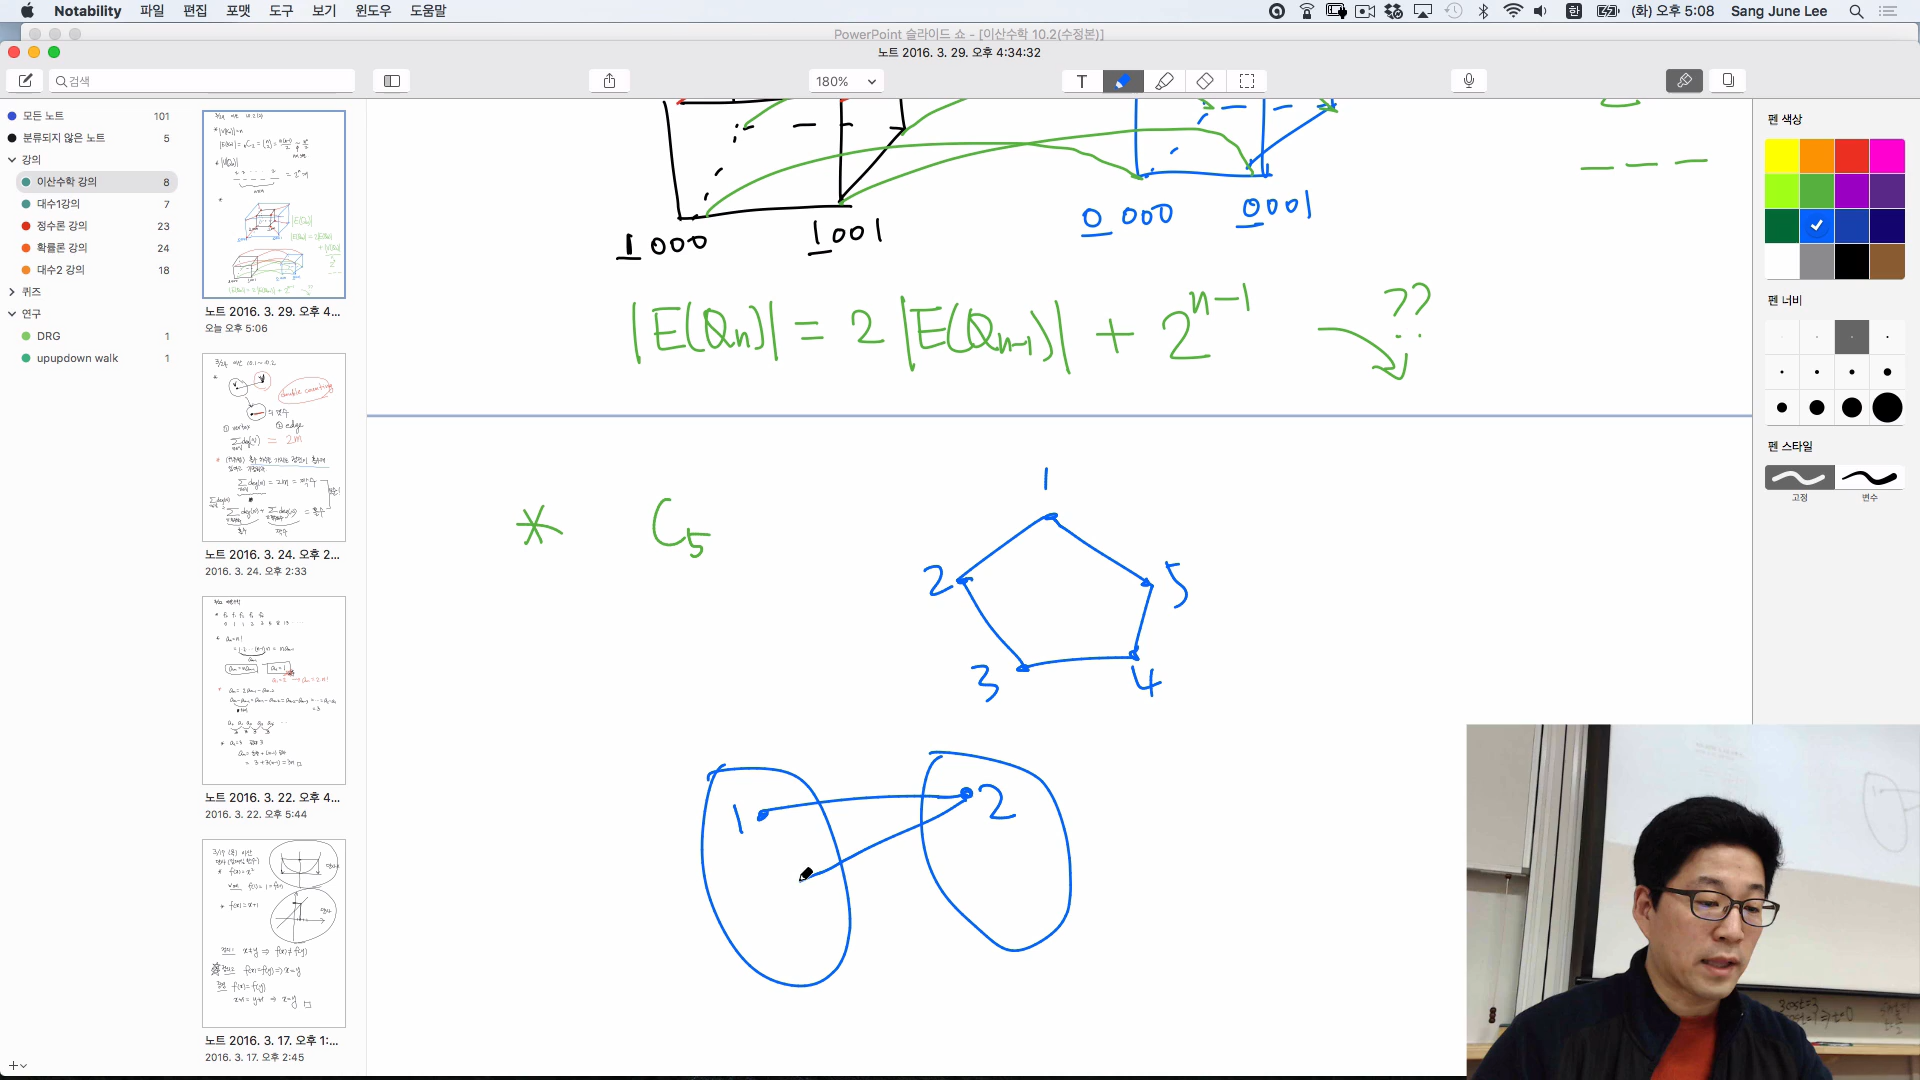 Notability 파일 편집 포맷 도구 보기 윈도우 도움말 (화) 오후 5:08 Sang June Lee
PowerPoint 슬라이드 쇼 - [이산수학 10.2(수정본)]
노트 2016. 3. 29. 오후 4:34:32
검색
180%
T
모든 노트 101
분류되지 않은 노트 5
강의
이산수학 강의 8
대수1강의 7
정수론 강의 23
확률론 강의 24
대수2 강의 18
퀴즈
연구
DRG 1
upupdown walk 1
노트 2016. 3. 29. 오후 4...
오늘 오후 5:06
노트 2016. 3. 24. 오후 2...
2016. 3. 24. 오후 2:33
노트 2016. 3. 22. 오후 4...
2016. 3. 22. 오후 5:44
노트 2016. 3. 17. 오후 1:...
2016. 3. 17. 오후 2:45
1000 1001 0000 0001
|E(Qn)| = 2|E(Qn-1)| + 2^{n-1} ??
* C5
1
2
5
3
4
1 2
펜 색상
펜 너비
펜 스타일
고정 변수